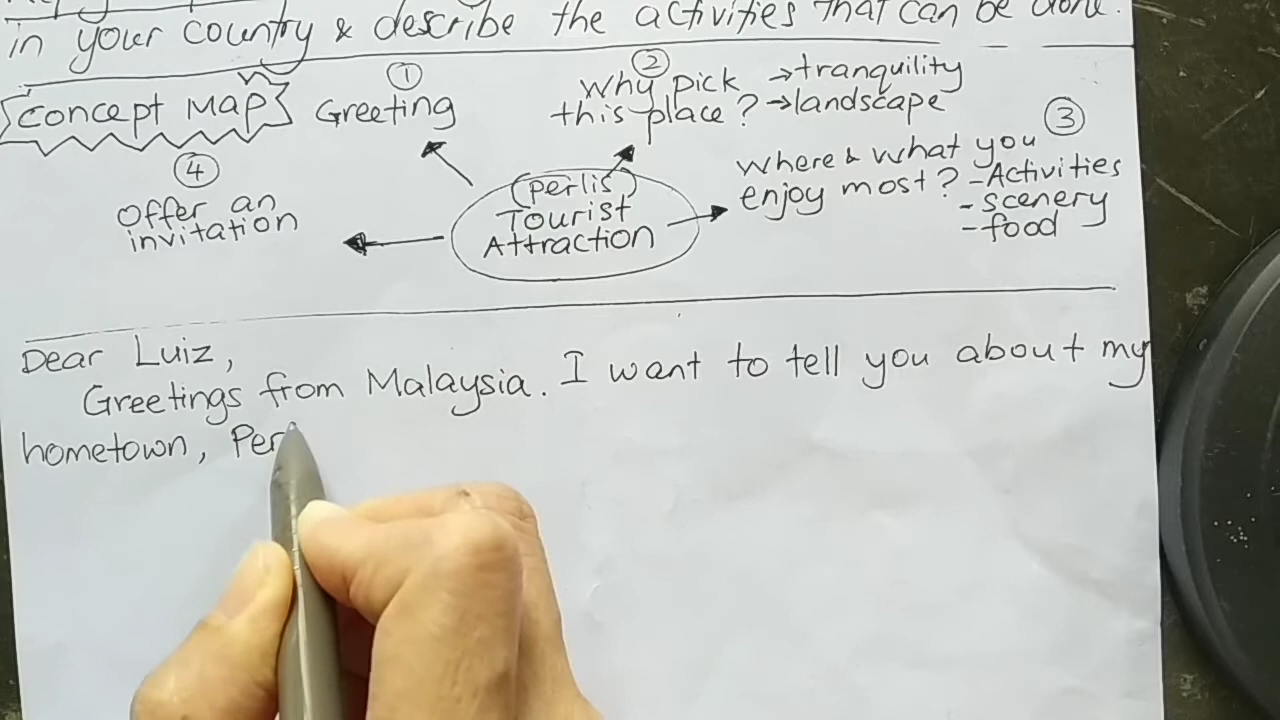 in your country & describe the activities that can be done.
Concept Map
① Greeting
② Why pick
this place?
→tranquility
→landscape
③ Where & What you
enjoy most?
-Activities
-scenery
-food
④ Offer an
invitation
(Perlis)
Tourist
Attraction
Dear Luiz,
Greetings from Malaysia. I want to tell you about my
hometown, Per